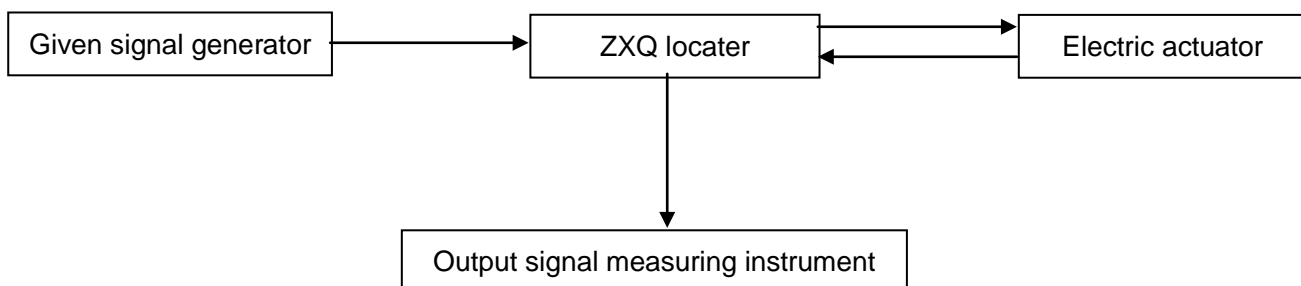 Given signal generator
ZXQ locater
Electric actuator
Output signal measuring instrument